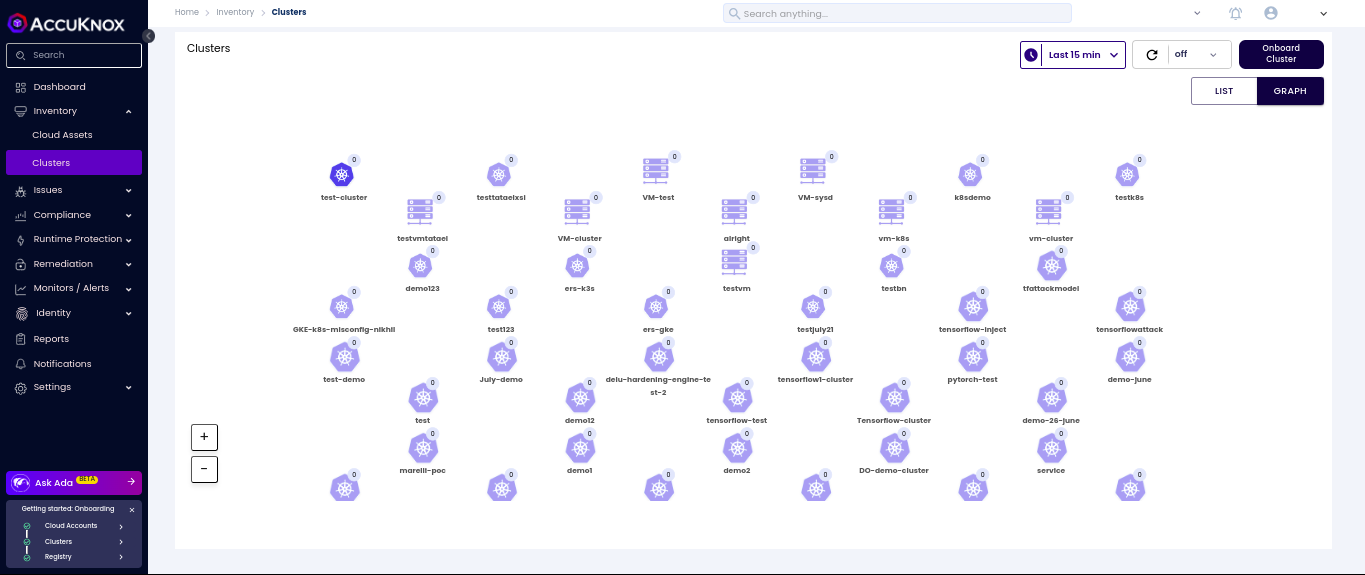 ACCUKNOX
Search
Dashboard
Inventory
Cloud Assets
Clusters
Issues
Compliance
Runtime Protection
Remediation
Monitors / Alerts
Identity
Reports
Notifications
Settings
Ask Ada BETA
Getting started: Onboarding ×
Cloud Accounts
Clusters
Registry
Home > Inventory > Clusters
Search anything...
Clusters
Last 15 min
off
Onboard
Cluster
LIST GRAPH
0 0 0 0 0 0
test-cluster testtataeixsl VM-test VM-sysd k8sdemo testk8s
0 0 0 0 0
testvmtatael VM-cluster alright vm-k8s vm-cluster
0 0 0 0 0
demo123 ers-k3s testvm testbn tfattackmodel
0 0 0 0 0 0
GKE-k8s-misconfig-nikhil test123 ers-gke testjuly21 tensorflow-inject tensorflowattack
0 0 0 0 0 0
test-demo July-demo delu-hardening-engine-te tensorflow1-cluster pytorch-test demo-june
st-2
0 0 0 0 0
test demo12 tensorflow-test Tensorflow-cluster demo-26-june
0 0 0 0 0
marelli-poc demo1 demo2 DO-demo-cluster service
0 0 0 0 0 0
+
-